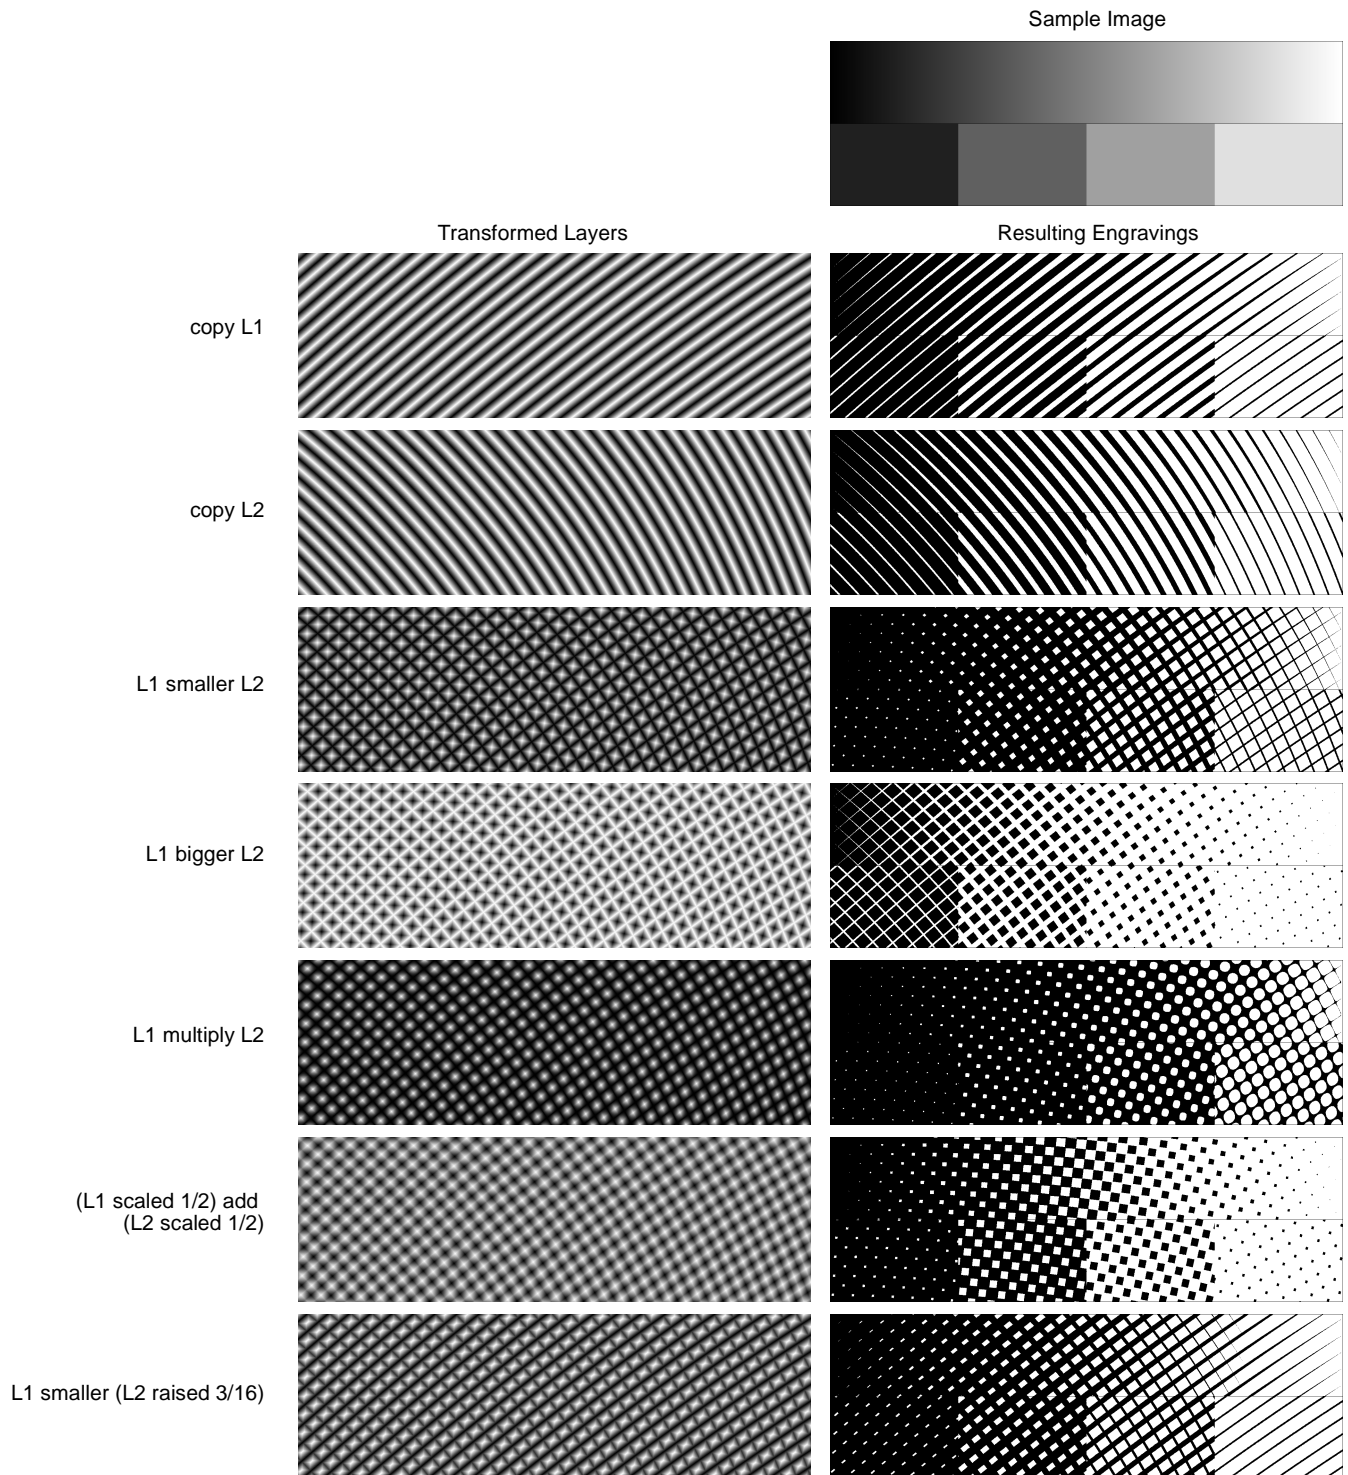 Sample Image
Transformed Layers
Resulting Engravings
copy L1
copy L2
L1 smaller L2
L1 bigger L2
L1 multiply L2
(L1 scaled 1/2) add
(L2 scaled 1/2)
L1 smaller (L2 raised 3/16)